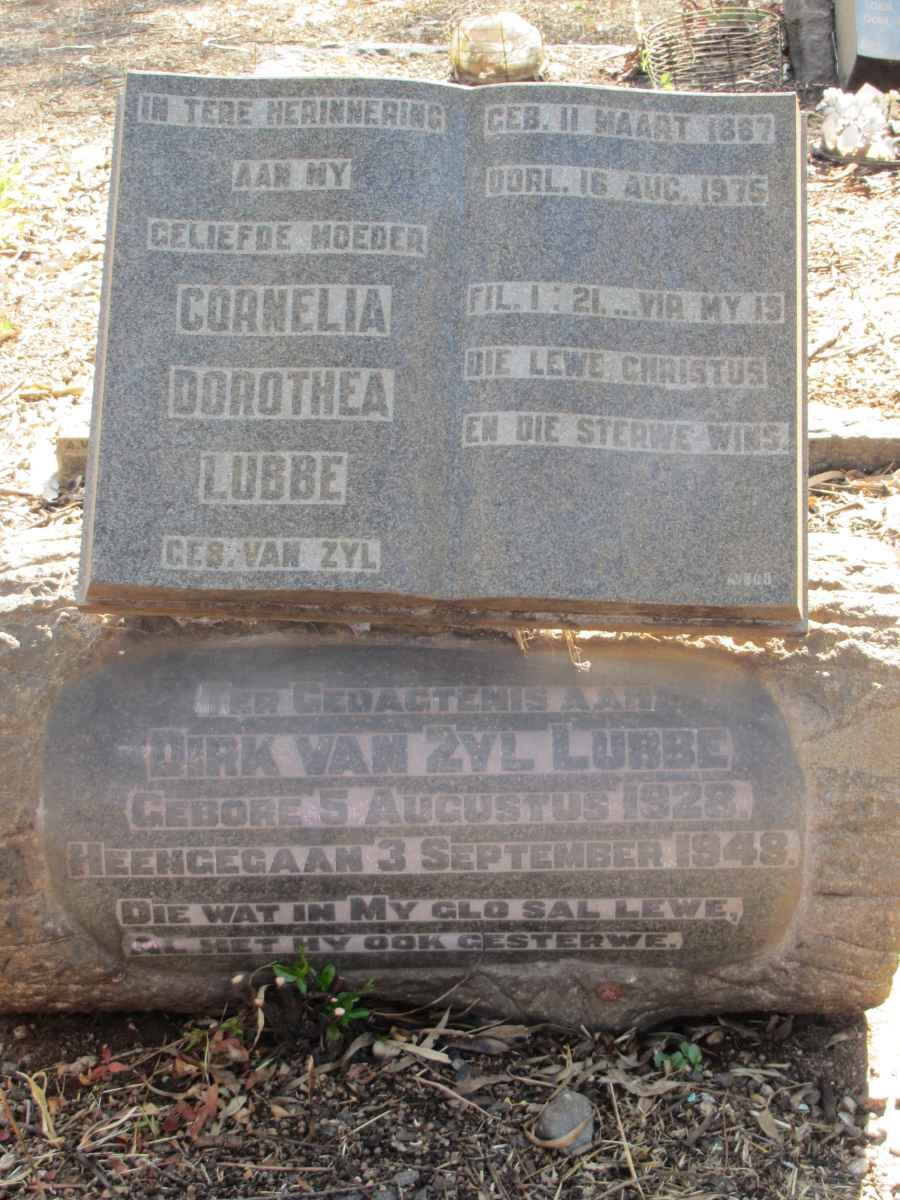 IN TERE HERINNERING
AAN MY
GELIEFDE MOEDER
CORNELIA
DOROTHEA
LUBBE
GEB. VAN ZYL
GEB. 11 MAART 1887
OORL. 16 AUG. 1975
FIL. 1 : 21. ...VIR MY IS
DIE LEWE CHRISTUS
EN DIE STERWE WINS.
TER GEDAGTENIS AAN
DIRK VAN ZYL LUBBE
GEBORE 5 AUGUSTUS 1928.
HEENGEGAAN 3 SEPTEMBER 1948.
DIE WAT IN MY GLO SAL LEWE,
AL HET HY OOK GESTERWE.